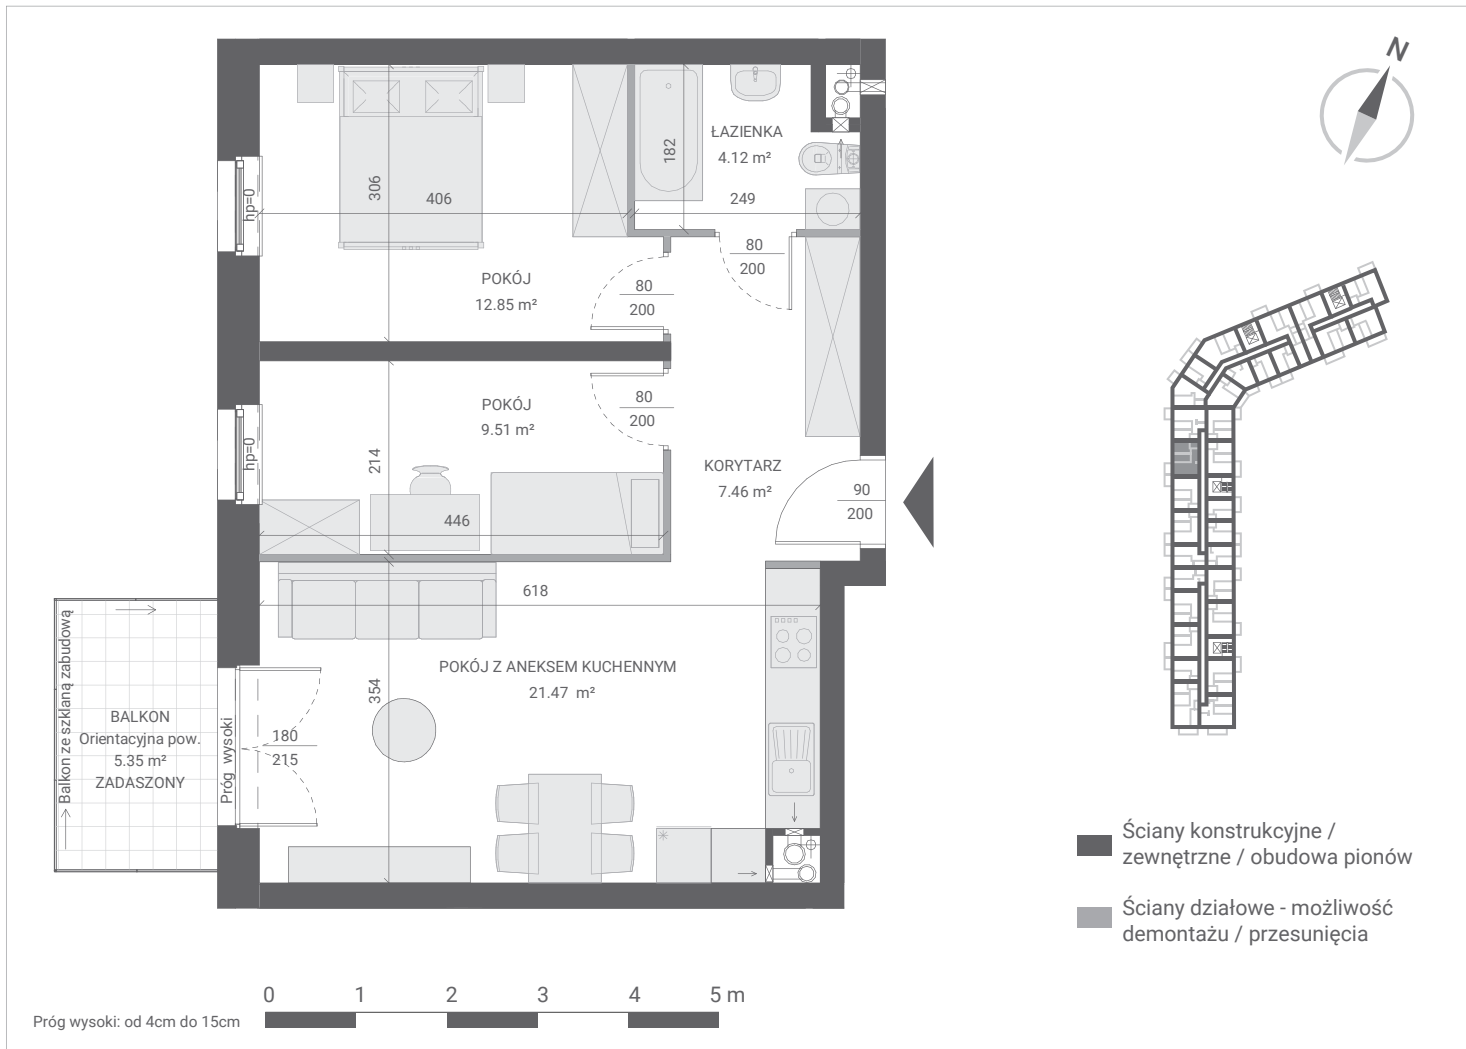 N
ŁAZIENKA
4.12 m²
182
249
306
406
hp=0
80
200
POKÓJ
12.85 m²
80
200
POKÓJ
9.51 m²
80
200
hp=0
214
446
KORYTARZ
7.46 m²
90
200
618
POKÓJ Z ANEKSEM KUCHENNYM
21.47 m²
354
Balkon ze szklaną zabudową
BALKON
Orientacyjna pow.
5.35 m²
ZADASZONY
Próg wysoki
180
215
Ściany konstrukcyjne /
zewnętrzne / obudowa pionów
Ściany działowe - możliwość
demontażu / przesunięcia
0 1 2 3 4 5 m
Próg wysoki: od 4cm do 15cm